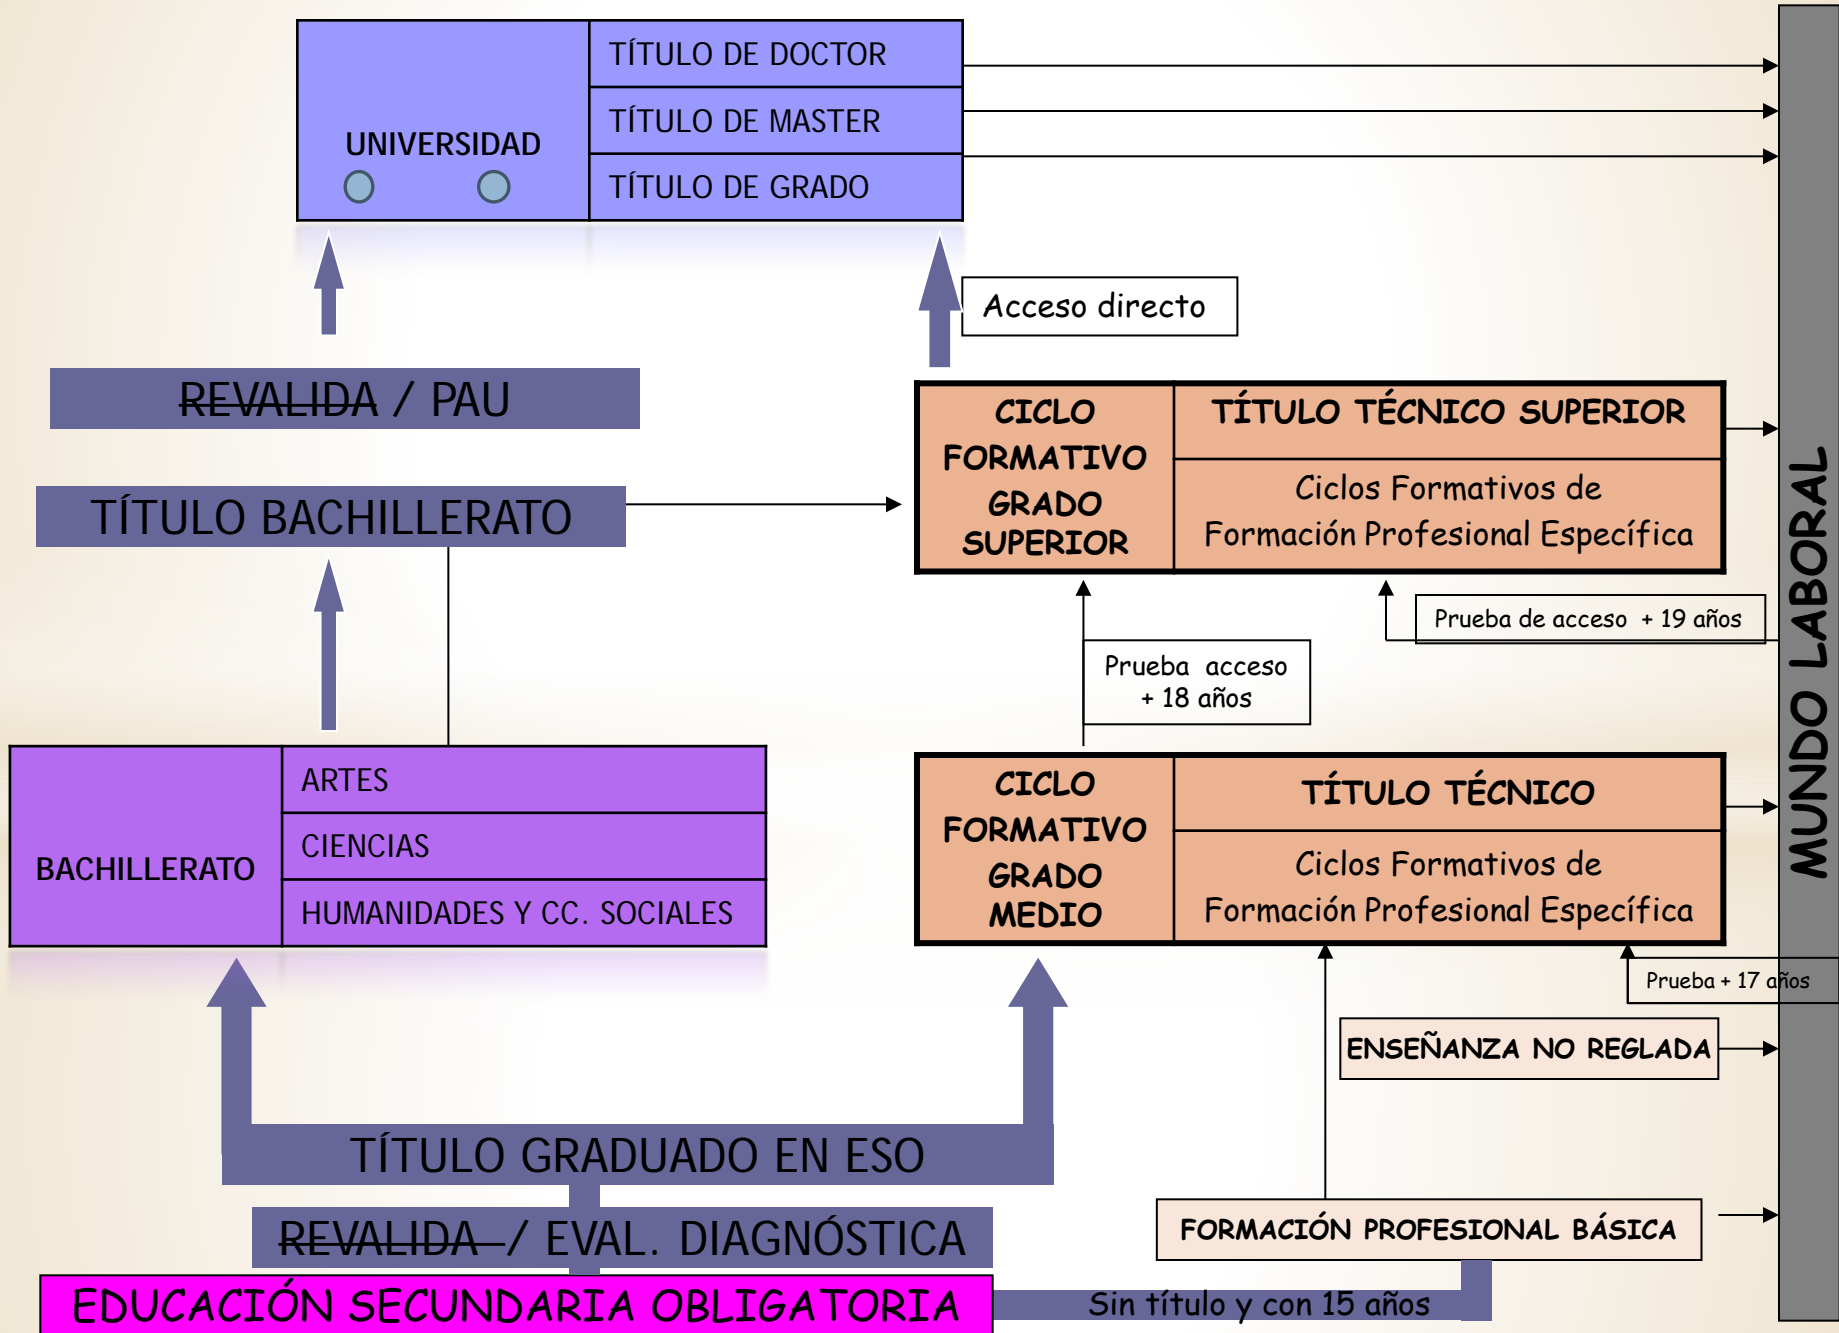 TÍTULO DE DOCTOR
TÍTULO DE MASTER
UNIVERSIDAD
TÍTULO DE GRADO
Acceso directo
REVALIDA / PAU
TÍTULO BACHILLERATO
CICLO
FORMATIVO
GRADO
SUPERIOR
TÍTULO TÉCNICO SUPERIOR
Ciclos Formativos de
Formación Profesional Específica
Prueba de acceso + 19 años
Prueba acceso
+ 18 años
MUNDO LABORAL
BACHILLERATO
ARTES
CIENCIAS
HUMANIDADES Y CC. SOCIALES
CICLO
FORMATIVO
GRADO
MEDIO
TÍTULO TÉCNICO
Ciclos Formativos de
Formación Profesional Específica
Prueba + 17 años
ENSEÑANZA NO REGLADA
TÍTULO GRADUADO EN ESO
REVALIDA / EVAL. DIAGNÓSTICA
FORMACIÓN PROFESIONAL BÁSICA
EDUCACIÓN SECUNDARIA OBLIGATORIA
Sin título y con 15 años